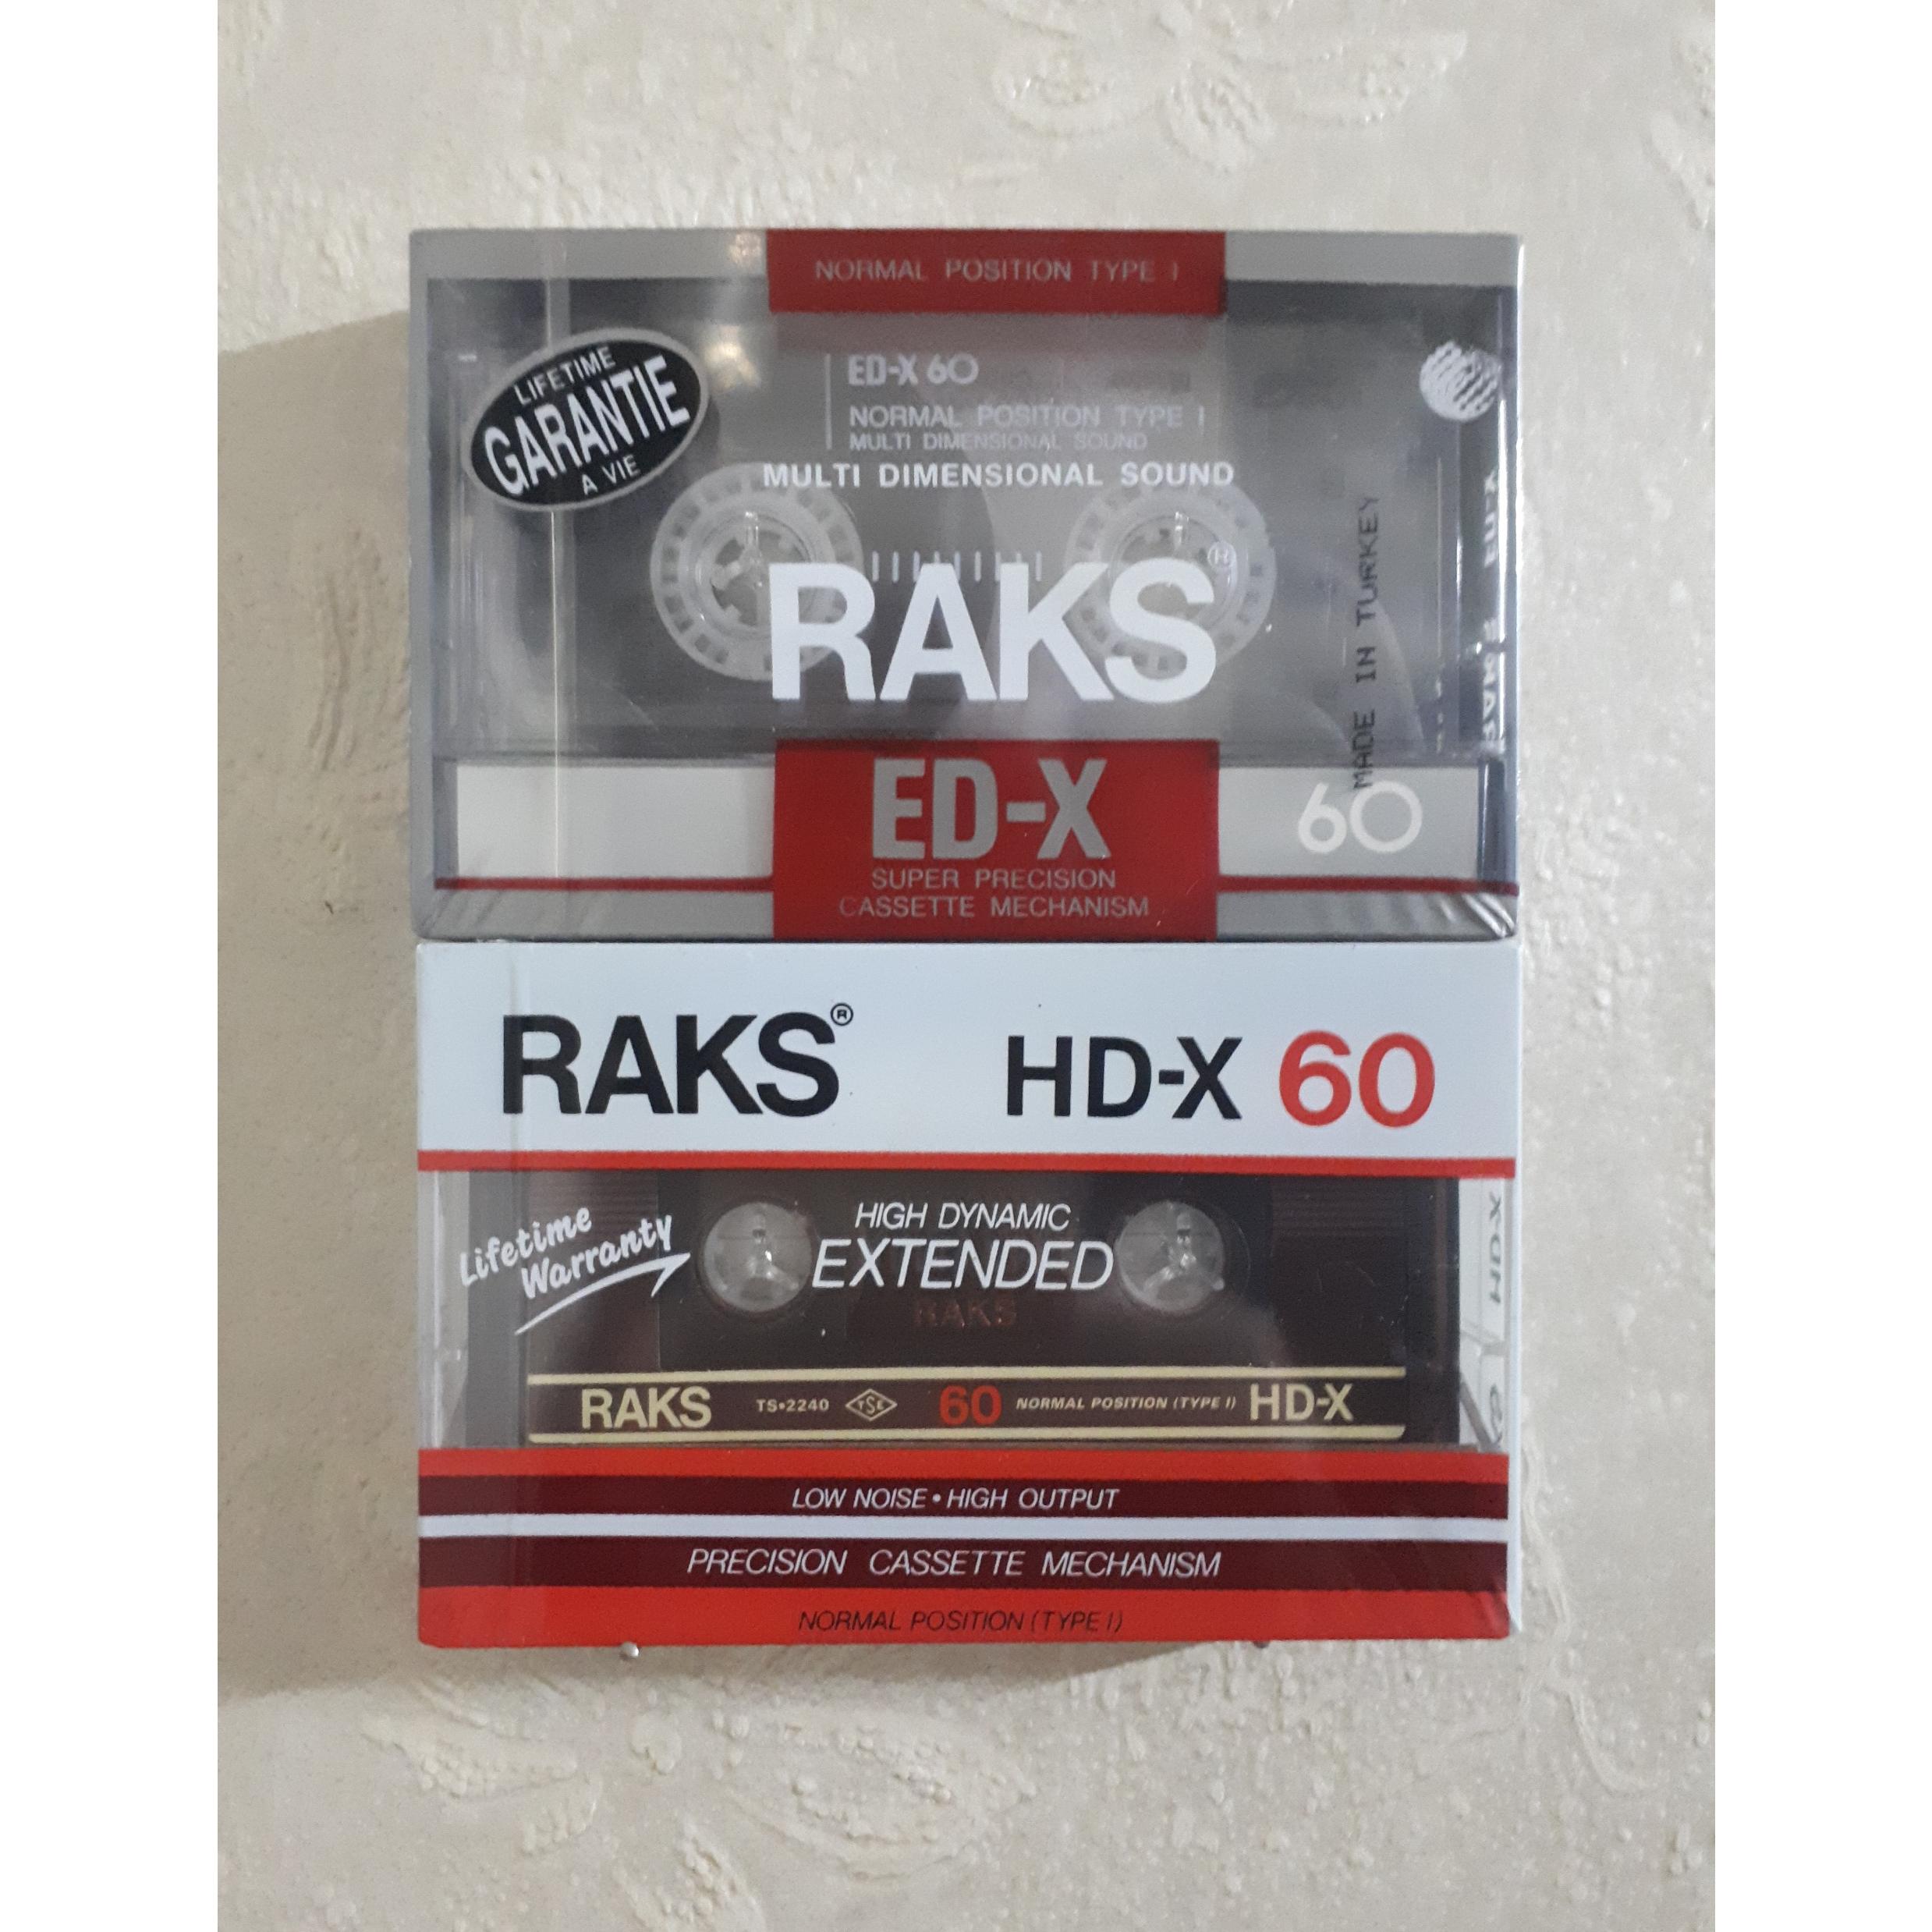 NORMAL POSITION TYPE I
LIFETIME
GARANTIE
A VIE
ED-X 60
NORMAL POSITION TYPE I
MULTI DIMENSIONAL SOUND
MULTI DIMENSIONAL SOUND
RAKS®
MADE IN TURKEY
ED-X
60
SUPER PRECISION
CASSETTE MECHANISM
RAKS® HD-X 60
Lifetime
Warranty
HIGH DYNAMIC
EXTENDED
RAKS
HD-X
RAKS TS•2240 TSE 60 NORMAL POSITION (TYPE I) HD-X
LOW NOISE • HIGH OUTPUT
PRECISION CASSETTE MECHANISM
NORMAL POSITION (TYPE I)